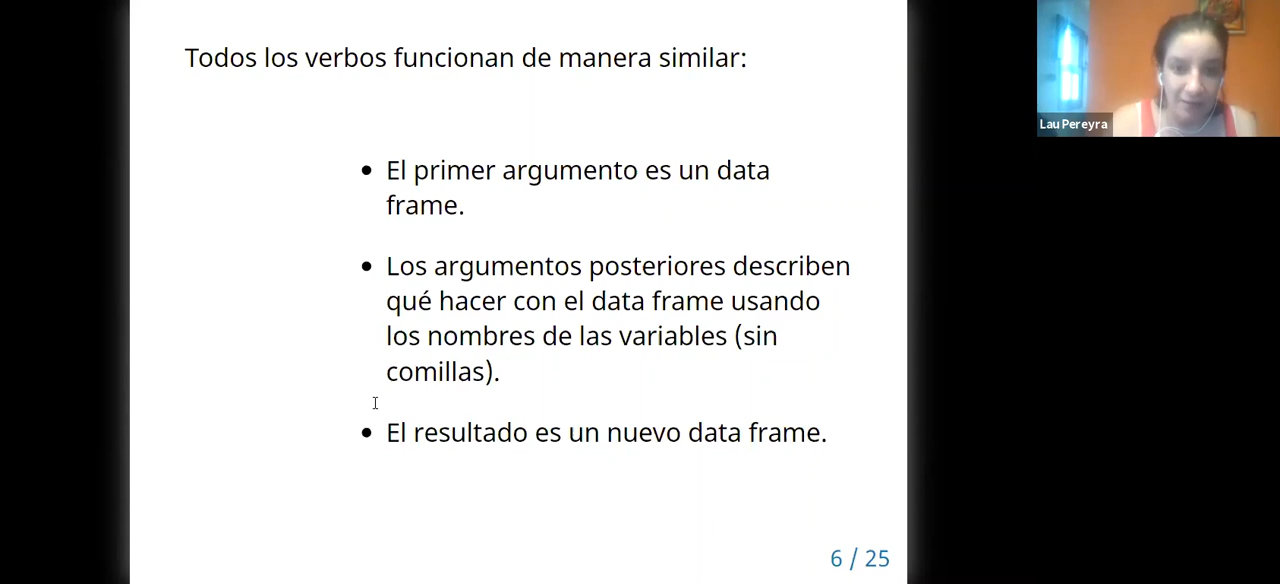 Todos los verbos funcionan de manera similar:
El primer argumento es un data
frame.
Los argumentos posteriores describen
qué hacer con el data frame usando
los nombres de las variables (sin
comillas).
El resultado es un nuevo data frame.
6 / 25
Lau Pereyra